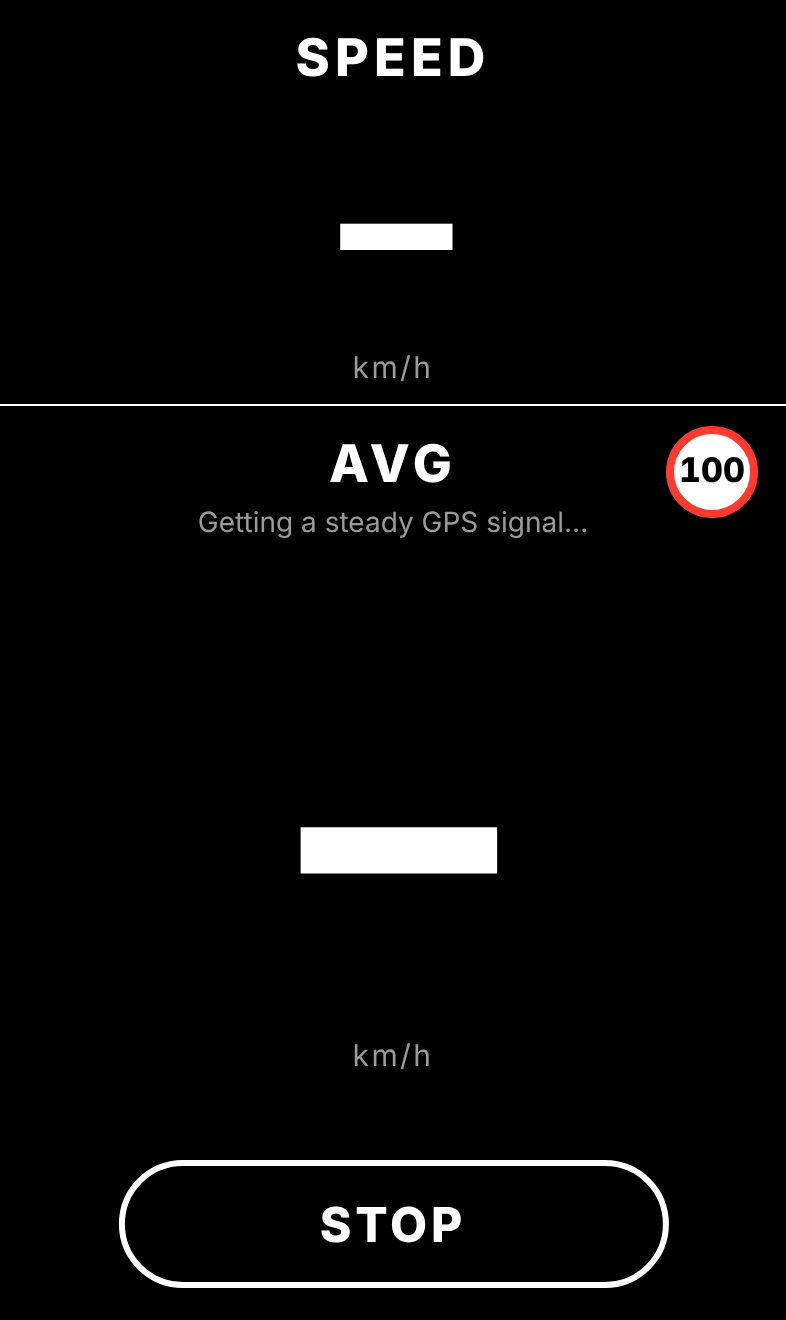 SPEED
–
km/h
AVG
100
Getting a steady GPS signal...
–
km/h
STOP